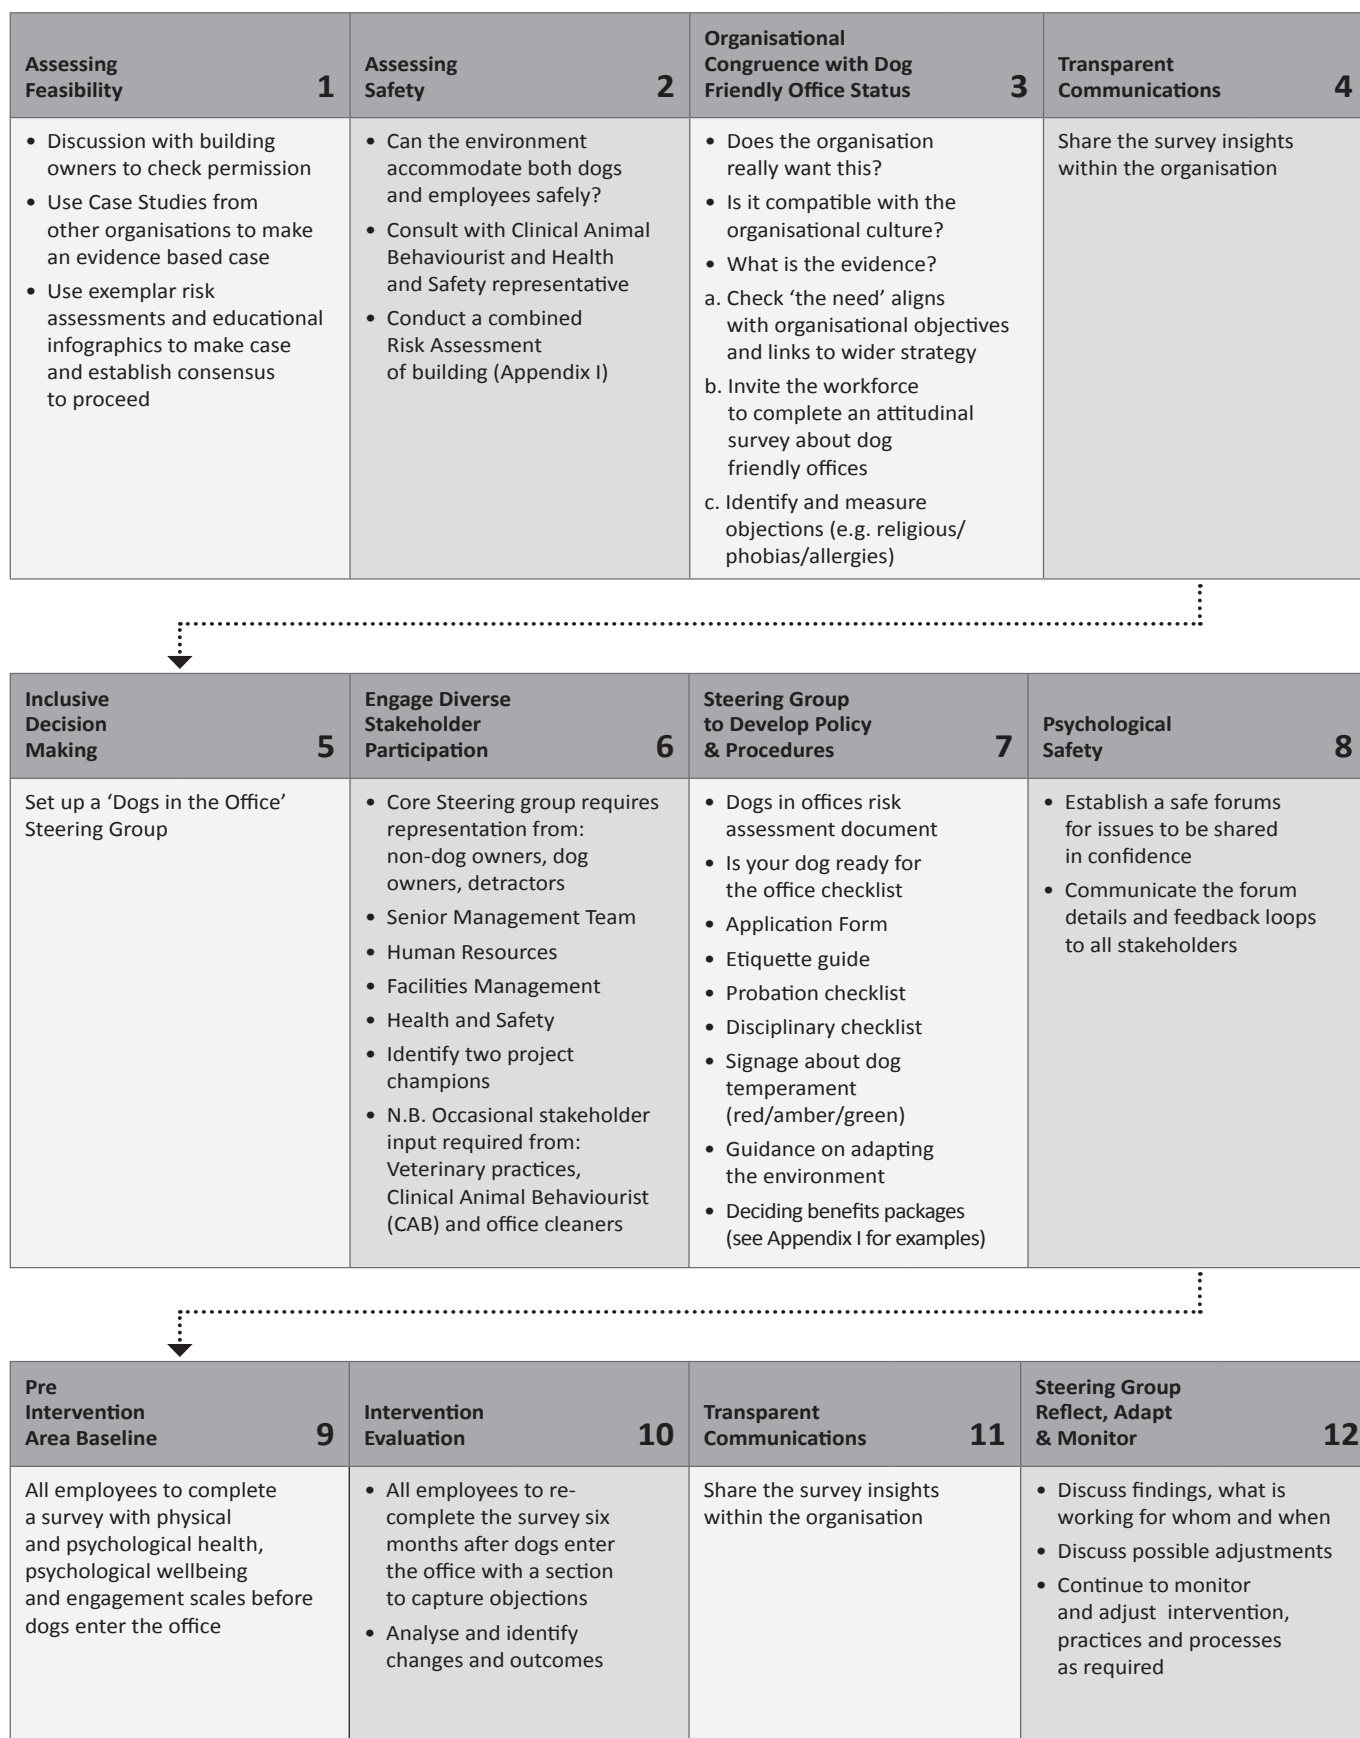 Assessing
Feasibility 1
• Discussion with building
owners to check permission
• Use Case Studies from
other organisations to make
an evidence based case
• Use exemplar risk
assessments and educational
infographics to make case
and establish consensus
to proceed
Assessing
Safety 2
• Can the environment
accommodate both dogs
and employees safely?
• Consult with Clinical Animal
Behaviourist and Health
and Safety representative
• Conduct a combined
Risk Assessment
of building (Appendix I)
Organisational
Congruence with Dog
Friendly Office Status 3
• Does the organisation
really want this?
• Is it compatible with the
organisational culture?
• What is the evidence?
a. Check ‘the need’ aligns
with organisational objectives
and links to wider strategy
b. Invite the workforce
to complete an attitudinal
survey about dog
friendly offices
c. Identify and measure
objections (e.g. religious/
phobias/allergies)
Transparent
Communications 4
Share the survey insights
within the organisation
Inclusive
Decision
Making 5
Set up a ‘Dogs in the Office’
Steering Group
Engage Diverse
Stakeholder
Participation 6
• Core Steering group requires
representation from:
non-dog owners, dog
owners, detractors
• Senior Management Team
• Human Resources
• Facilities Management
• Health and Safety
• Identify two project
champions
• N.B. Occasional stakeholder
input required from:
Veterinary practices,
Clinical Animal Behaviourist
(CAB) and office cleaners
Steering Group
to Develop Policy
& Procedures 7
• Dogs in offices risk
assessment document
• Is your dog ready for
the office checklist
• Application Form
• Etiquette guide
• Probation checklist
• Disciplinary checklist
• Signage about dog
temperament
(red/amber/green)
• Guidance on adapting
the environment
• Deciding benefits packages
(see Appendix I for examples)
Psychological
Safety 8
• Establish a safe forums
for issues to be shared
in confidence
• Communicate the forum
details and feedback loops
to all stakeholders
Pre
Intervention
Area Baseline 9
All employees to complete
a survey with physical
and psychological health,
psychological wellbeing
and engagement scales before
dogs enter the office
Intervention
Evaluation 10
• All employees to re-
complete the survey six
months after dogs enter
the office with a section
to capture objections
• Analyse and identify
changes and outcomes
Transparent
Communications 11
Share the survey insights
within the organisation
Steering Group
Reflect, Adapt
& Monitor 12
• Discuss findings, what is
working for whom and when
• Discuss possible adjustments
• Continue to monitor
and adjust intervention,
practices and processes
as required